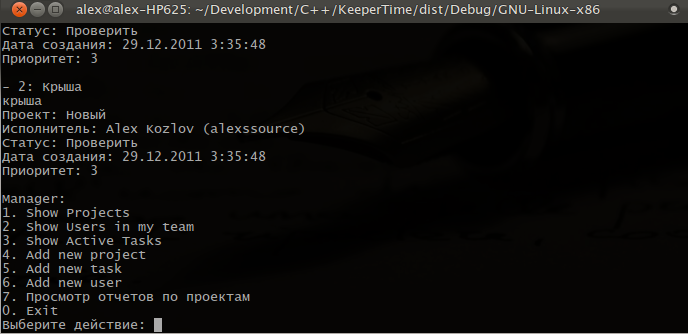 alex@alex-HP625: ~/Development/C++/KeeperTime/dist/Debug/GNU-Linux-x86
Статус: Проверить
Дата создания: 29.12.2011 3:35:48
Приоритет: 3
- 2: Крыша
крыша
Проект: Новый
Исполнитель: Alex Kozlov (alexssource)
Статус: Проверить
Дата создания: 29.12.2011 3:35:48
Приоритет: 3
Manager:
1. Show Projects
2. Show Users in my team
3. Show Active Tasks
4. Add new project
5. Add new task
6. Add new user
7. Просмотр отчетов по проектам
0. Exit
Выберите действие: